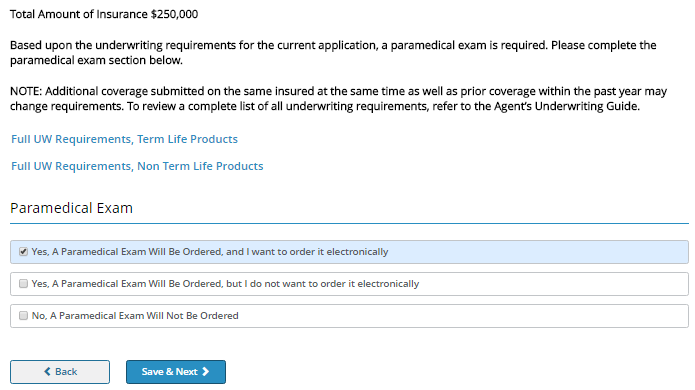 Total Amount of Insurance $250,000
Based upon the underwriting requirements for the current application, a paramedical exam is required. Please complete the
paramedical exam section below.
NOTE: Additional coverage submitted on the same insured at the same time as well as prior coverage within the past year may
change requirements. To review a complete list of all underwriting requirements, refer to the Agent's Underwriting Guide.
Full UW Requirements, Term Life Products
Full UW Requirements, Non Term Life Products
Paramedical Exam
Yes, A Paramedical Exam Will Be Ordered, and I want to order it electronically
Yes, A Paramedical Exam Will Be Ordered, but I do not want to order it electronically
No, A Paramedical Exam Will Not Be Ordered
Back
Save & Next